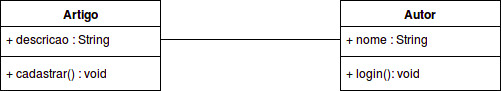 Artigo
+ descricao : String
+ cadastrar() : void
Autor
+ nome : String
+ login(): void